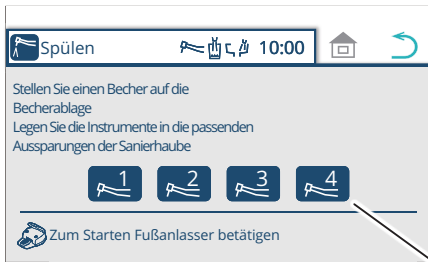 Spülen 10:00
Stellen Sie einen Becher auf die
Becherablage
Legen Sie die Instrumente in die passenden
Aussparungen der Sanierhaube
1 2 3 4
Zum Starten Fußanlasser betätigen